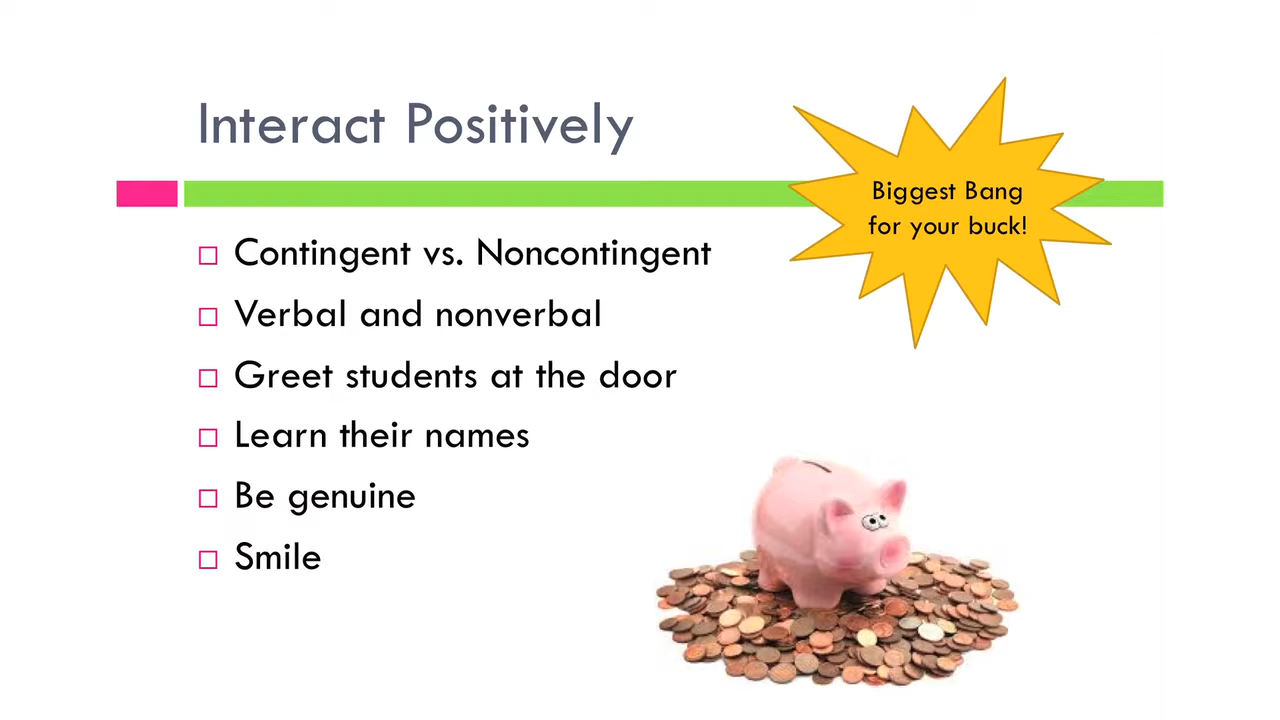 Interact Positively
Biggest Bang
for your buck!
Contingent vs. Noncontingent
Verbal and nonverbal
Greet students at the door
Learn their names
Be genuine
Smile